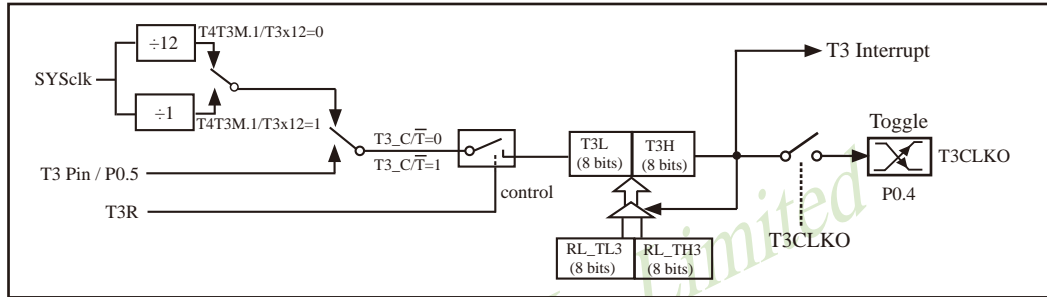 ÷12
T4T3M.1/T3x12=0
SYSclk
÷1
T4T3M.1/T3x12=1
T3 Pin / P0.5
T3_C/T̅=0
T3_C/T̅=1
T3R
control
T3L
(8 bits)
T3H
(8 bits)
T3 Interrupt
Toggle
T3CLKO
P0.4
T3CLKO
RL_TL3
(8 bits)
RL_TH3
(8 bits)
Limited